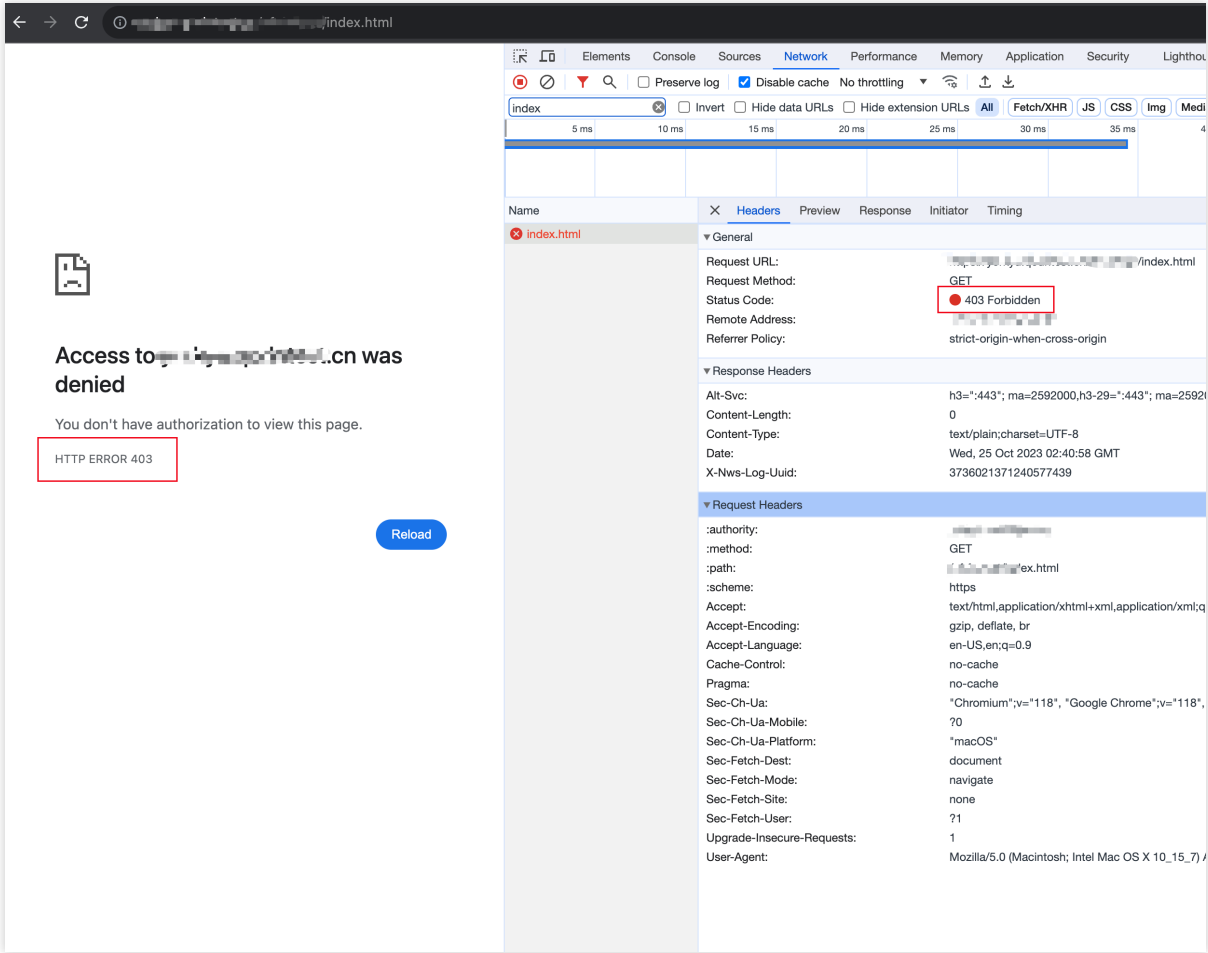 /index.html
Access to .cn was
denied
You don't have authorization to view this page.
HTTP ERROR 403
Reload
Elements Console Sources Network Performance Memory Application Security Lighthou
Preserve log Disable cache No throttling
index Invert Hide data URLs Hide extension URLs All Fetch/XHR JS CSS Img Medi
5 ms 10 ms 15 ms 20 ms 25 ms 30 ms 35 ms 4
Name
index.html
Headers Preview Response Initiator Timing
General
Request URL: /index.html
Request Method: GET
Status Code: 403 Forbidden
Remote Address:
Referrer Policy: strict-origin-when-cross-origin
Response Headers
Alt-Svc: h3=":443"; ma=2592000,h3-29=":443"; ma=2592
Content-Length: 0
Content-Type: text/plain;charset=UTF-8
Date: Wed, 25 Oct 2023 02:40:58 GMT
X-Nws-Log-Uuid: 3736021371240577439
Request Headers
:authority:
:method: GET
:path: ex.html
:scheme: https
Accept: text/html,application/xhtml+xml,application/xml;q
Accept-Encoding: gzip, deflate, br
Accept-Language: en-US,en;q=0.9
Cache-Control: no-cache
Pragma: no-cache
Sec-Ch-Ua: "Chromium";v="118", "Google Chrome";v="118",
Sec-Ch-Ua-Mobile: ?0
Sec-Ch-Ua-Platform: "macOS"
Sec-Fetch-Dest: document
Sec-Fetch-Mode: navigate
Sec-Fetch-Site: none
Sec-Fetch-User: ?1
Upgrade-Insecure-Requests: 1
User-Agent: Mozilla/5.0 (Macintosh; Intel Mac OS X 10_15_7)